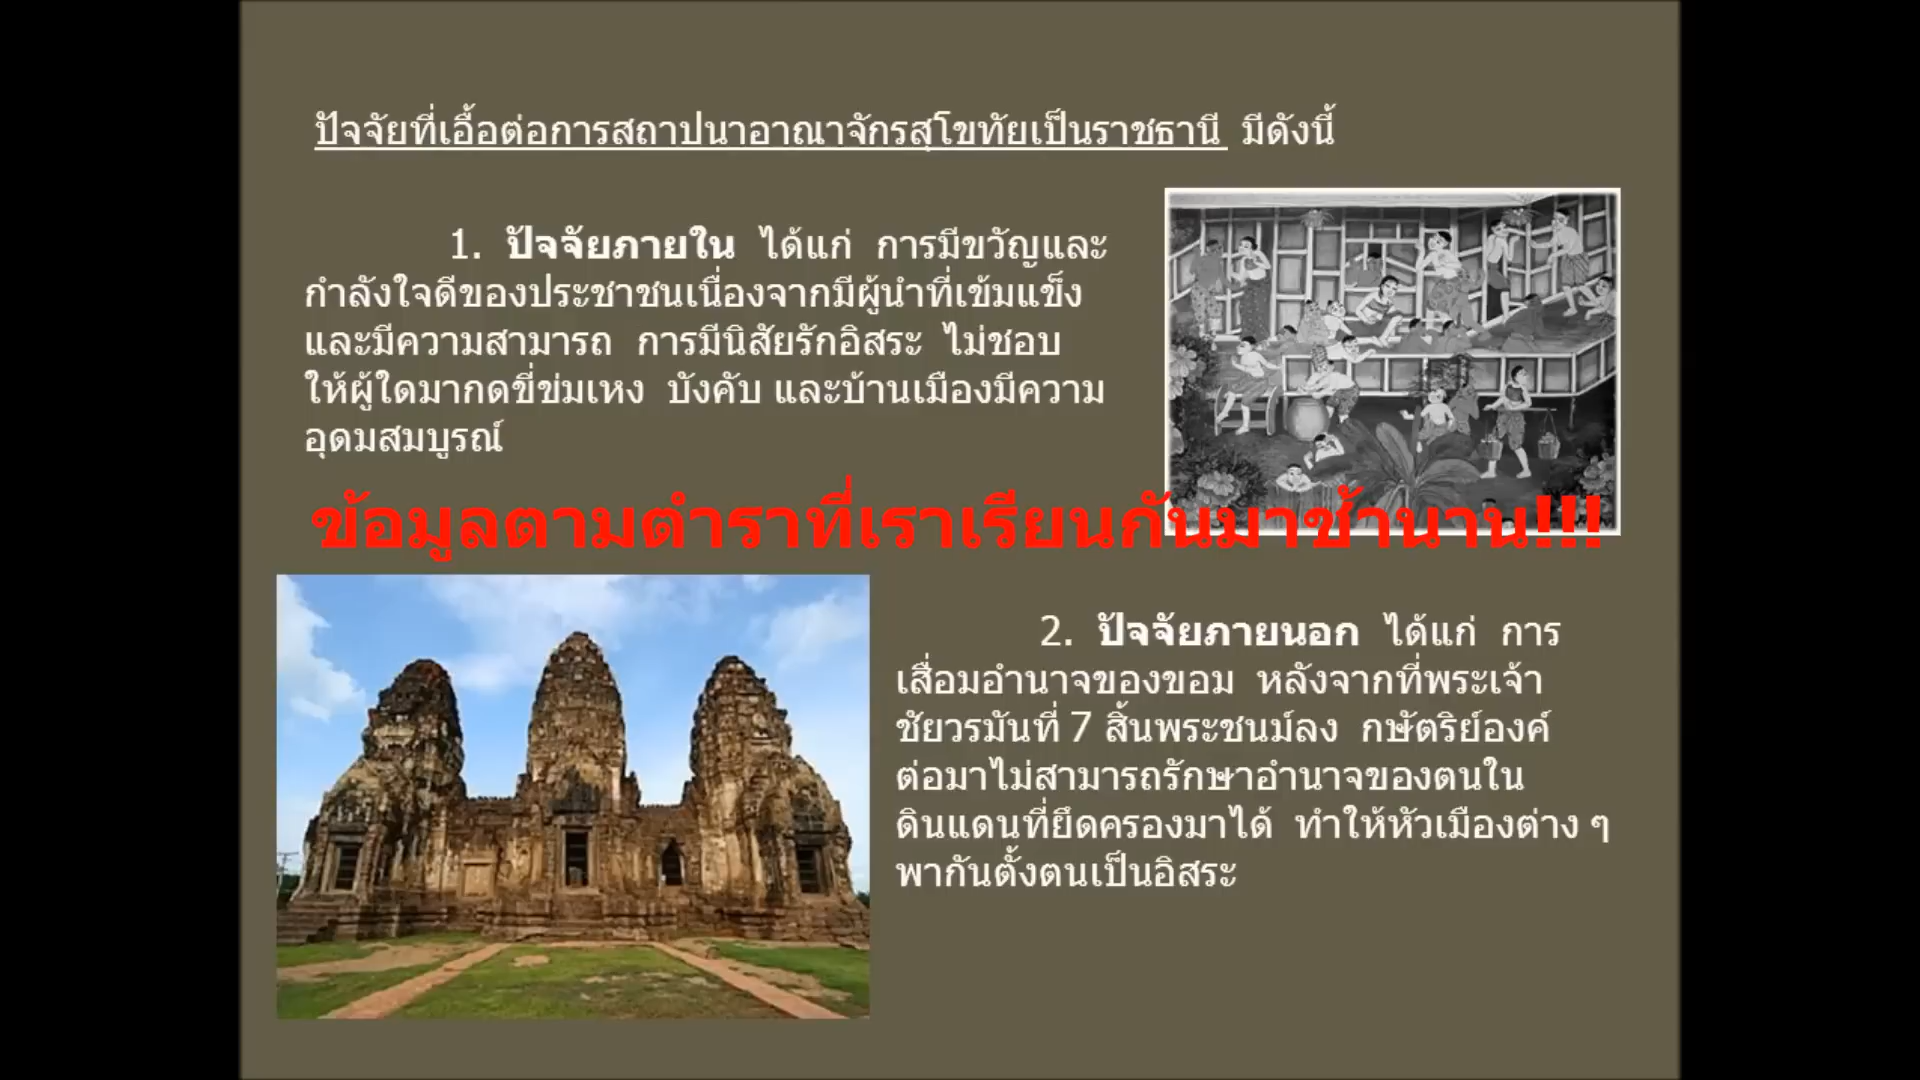 ปัจจัยที่เอื้อต่อการสถาปนาอาณาจักรสุโขทัยเป็นราชธานี มีดังนี้
1. ปัจจัยภายใน ได้แก่ การมีขวัญและ
กำลังใจดีของประชาชนเนื่องจากมีผู้นำที่เข้มแข็ง
และมีความสามารถ การมีนิสัยรักอิสระ ไม่ชอบ
ให้ผู้ใดมากดขี่ข่มเหง บังคับ และบ้านเมืองมีความ
อุดมสมบูรณ์
ข้อมูลตามตำราที่เราเรียนกันมาช้านาน!!!
2. ปัจจัยภายนอก ได้แก่ การ
เสื่อมอำนาจของขอม หลังจากที่พระเจ้า
ชัยวรมันที่ 7 สิ้นพระชนม์ลง กษัตริย์องค์
ต่อมาไม่สามารถรักษาอำนาจของตนใน
ดินแดนที่ยึดครองมาได้ ทำให้หัวเมืองต่าง ๆ
พากันตั้งตนเป็นอิสระ